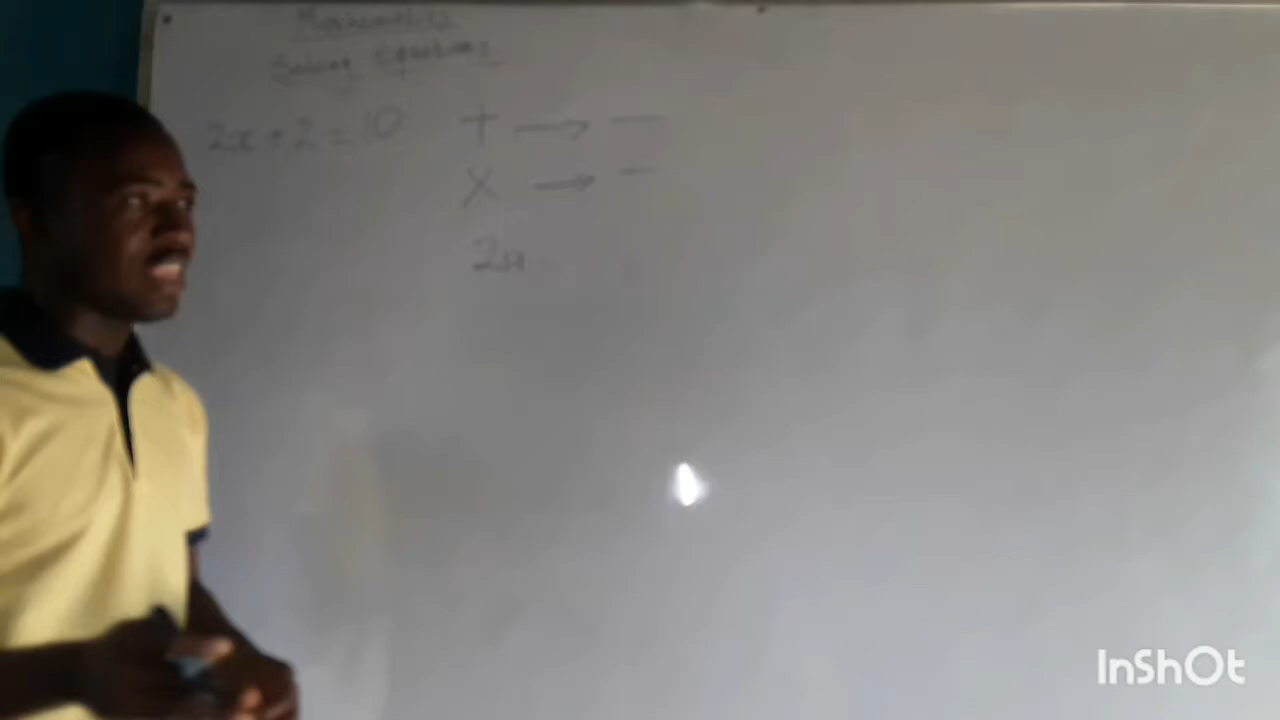 Mathematics
Solving Equations
2x + 2 = 10
+ → —
X → –
2x
InShOt